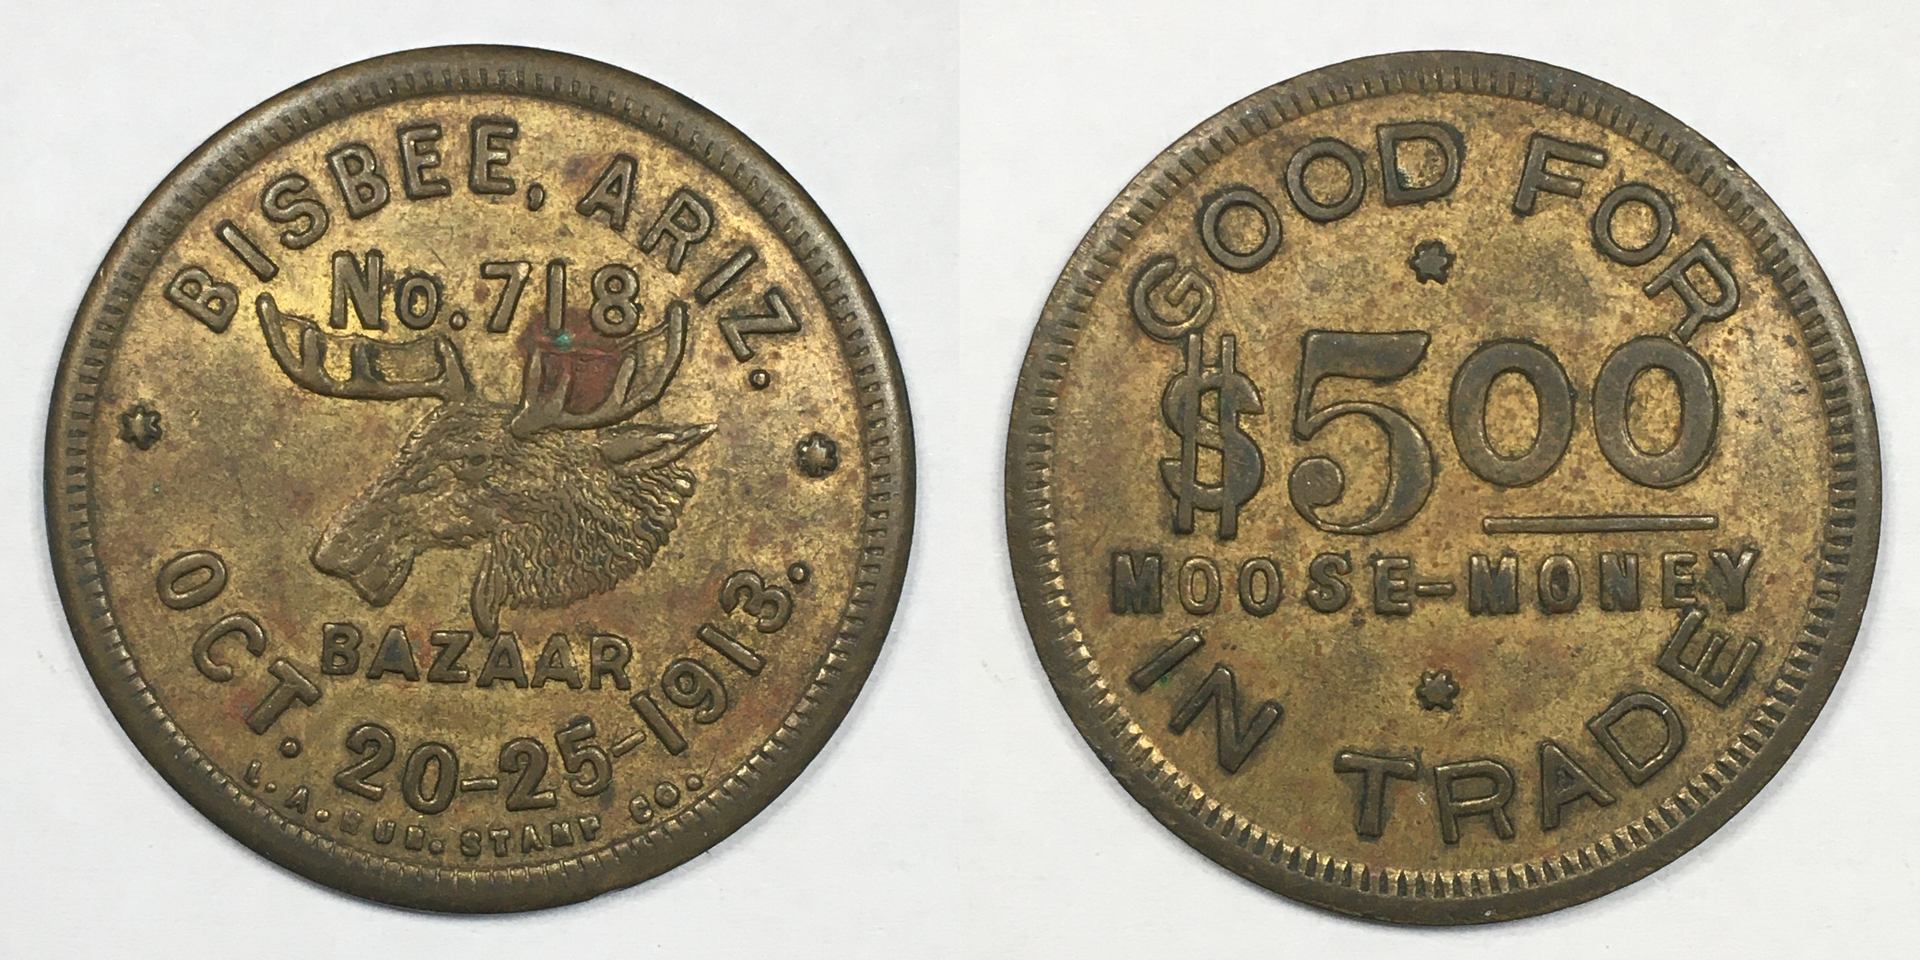 BISBEE, ARIZ.
No. 718
BAZAAR
OCT. 20-25-1913.
L.A. RUB. STAMP CO.
GOOD FOR
$5.00
MOOSE-MONEY
IN TRADE